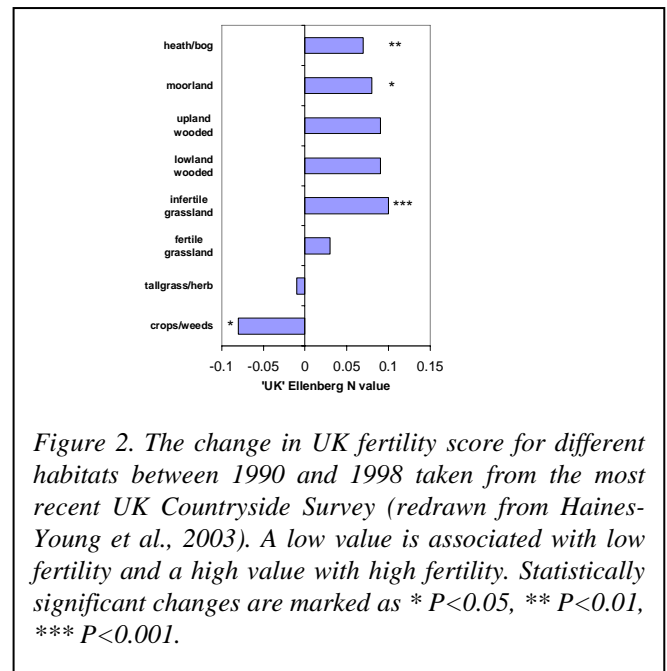 heath/bog **
moorland *
upland
wooded
lowland
wooded
infertile
grassland ***
fertile
grassland
tallgrass/herb
crops/weeds *
-0.1 -0.05 0 0.05 0.1 0.15
'UK' Ellenberg N value
Figure 2. The change in UK fertility score for different
habitats between 1990 and 1998 taken from the most
recent UK Countryside Survey (redrawn from Haines-
Young et al., 2003). A low value is associated with low
fertility and a high value with high fertility. Statistically
significant changes are marked as * P<0.05, ** P<0.01,
*** P<0.001.